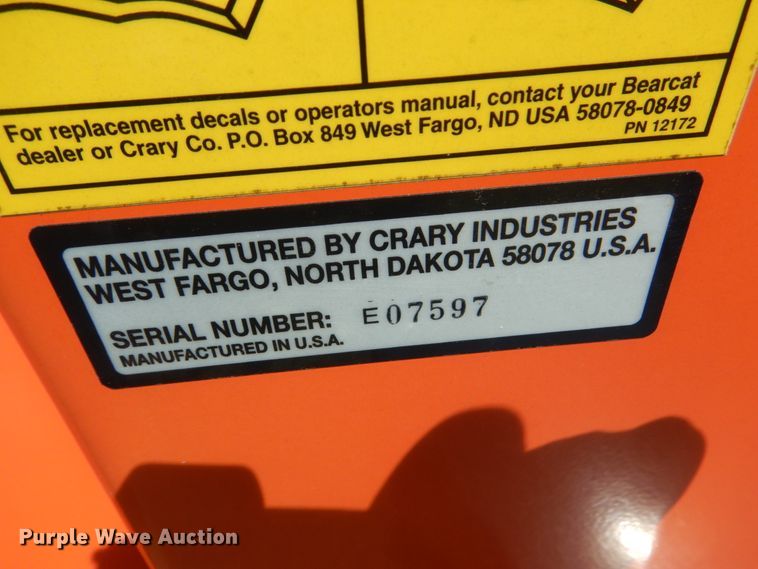 For replacement decals or operators manual, contact your Bearcat
dealer or Crary Co. P.O. Box 849 West Fargo, ND USA 58078-0849
PN 12172
MANUFACTURED BY CRARY INDUSTRIES
WEST FARGO, NORTH DAKOTA 58078 U.S.A.
SERIAL NUMBER: E07597
MANUFACTURED IN U.S.A.
Purple Wave Auction